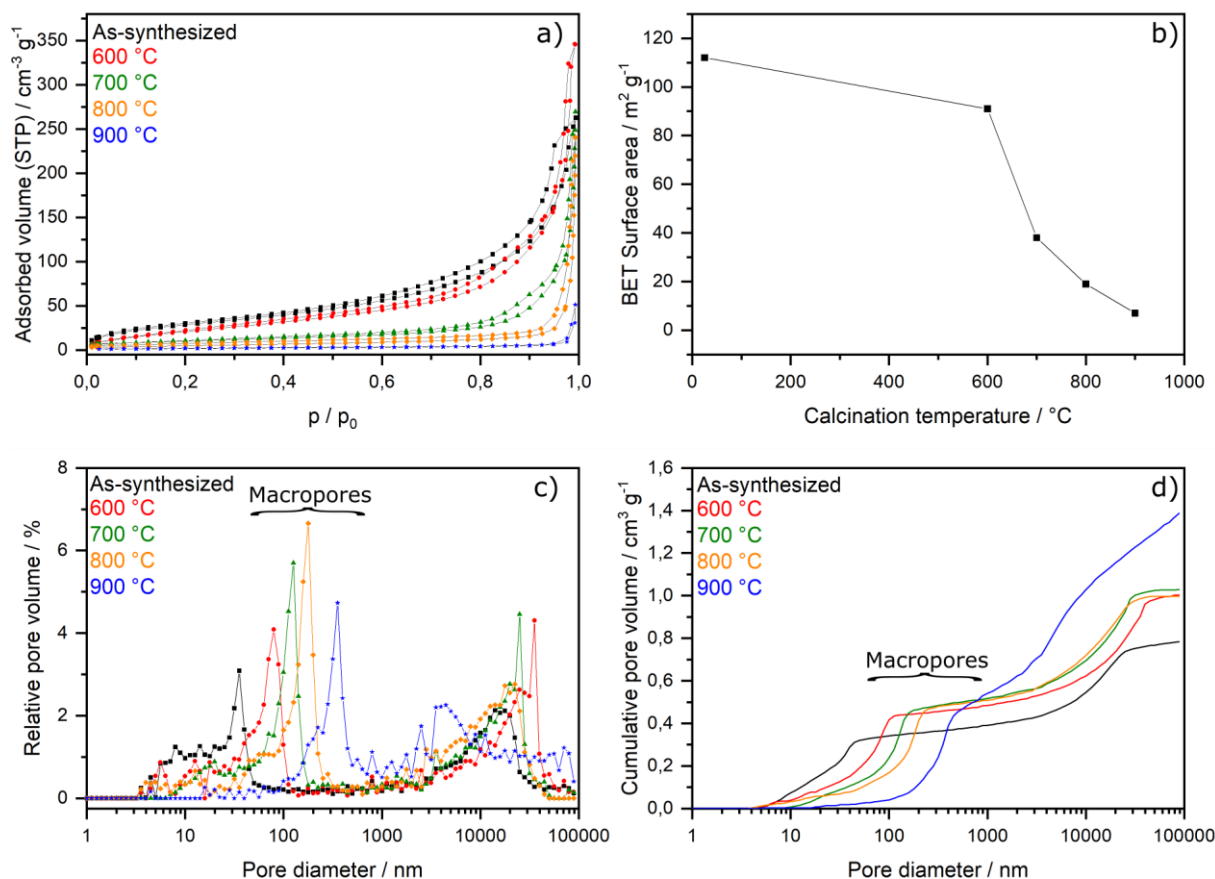 a)
As-synthesized
600 °C
700 °C
800 °C
900 °C
350
300
250
200
150
100
50
0
Adsorbed volume (STP) / cm⁻³ g⁻¹
0,0 0,2 0,4 0,6 0,8 1,0
p / p₀
b)
120
100
80
60
40
20
0
BET Surface area / m² g⁻¹
0 200 400 600 800 1000
Calcination temperature / °C
c)
As-synthesized
600 °C
700 °C
800 °C
900 °C
Macropores
8
6
4
2
0
Relative pore volume / %
1 10 100 1000 10000 100000
Pore diameter / nm
d)
As-synthesized
600 °C
700 °C
800 °C
900 °C
Macropores
1,6
1,4
1,2
1,0
0,8
0,6
0,4
0,2
0,0
Cumulative pore volume / cm³ g⁻¹
1 10 100 1000 10000 100000
Pore diameter / nm